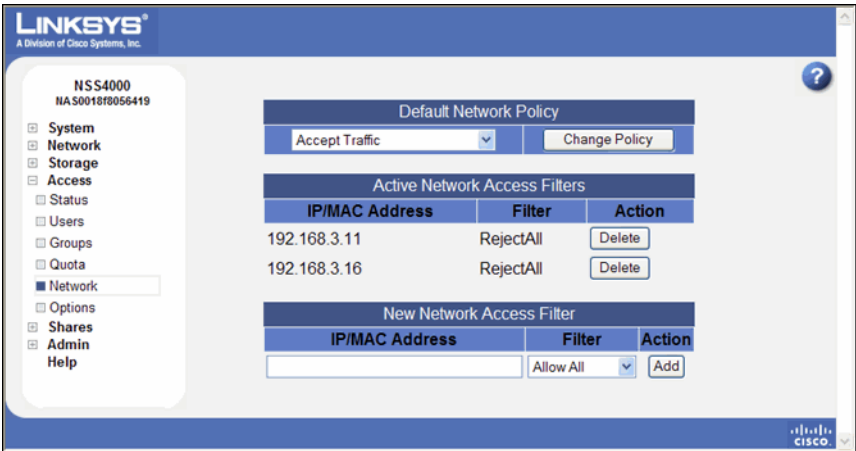 LINKSYS®
A Division of Cisco Systems, Inc.
?
NSS4000
NAS0018f8056419
System
Network
Storage
Access
Status
Users
Groups
Quota
Network
Options
Shares
Admin
Help
Default Network Policy
Accept Traffic Change Policy
Active Network Access Filters
IP/MAC Address Filter Action
192.168.3.11 RejectAll Delete
192.168.3.16 RejectAll Delete
New Network Access Filter
IP/MAC Address Filter Action
Allow All Add
CISCO.